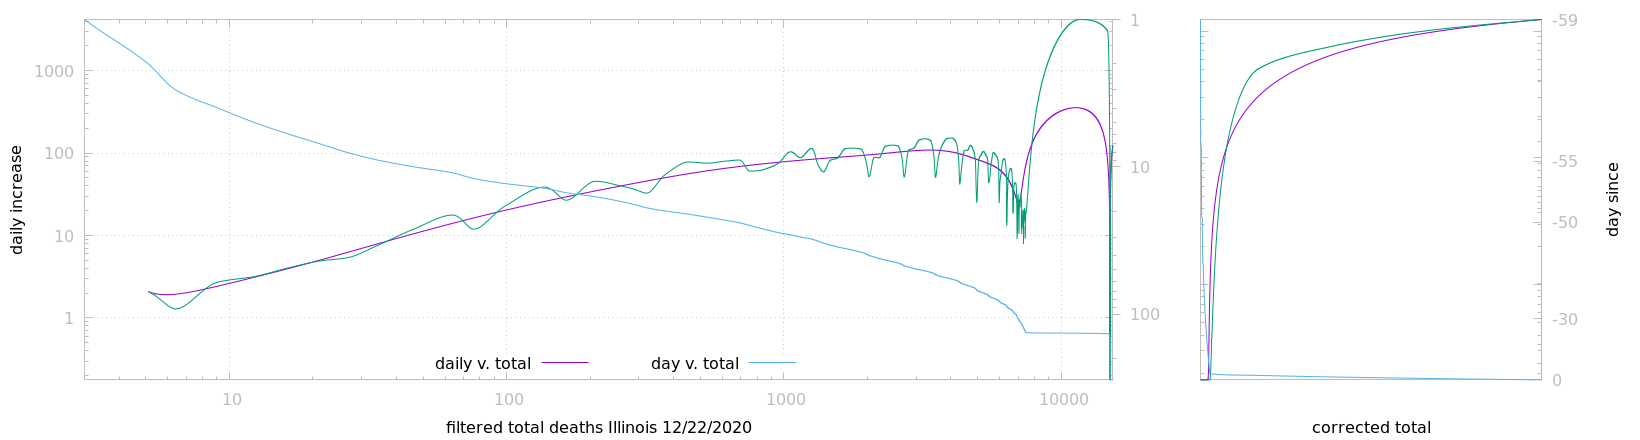 1000
100
10
1
daily increase
1
10
100
daily v. total
day v. total
10
100
1000
10000
filtered total deaths Illinois 12/22/2020
-59
-55
-50
-30
0
day since
corrected total